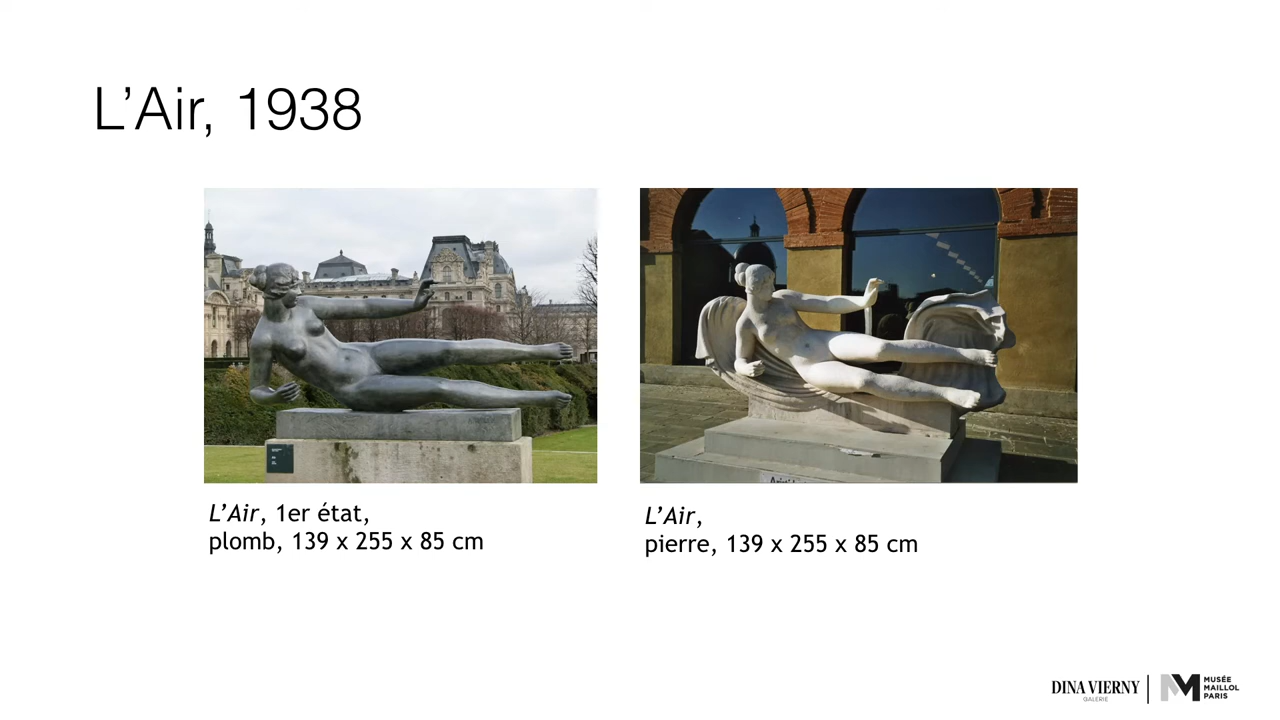 L’Air, 1938
L’Air, 1er état,
plomb, 139 x 255 x 85 cm
L’Air,
pierre, 139 x 255 x 85 cm
DINA VIERNY
GALERIE
MUSÉE
MAILLOL
PARIS